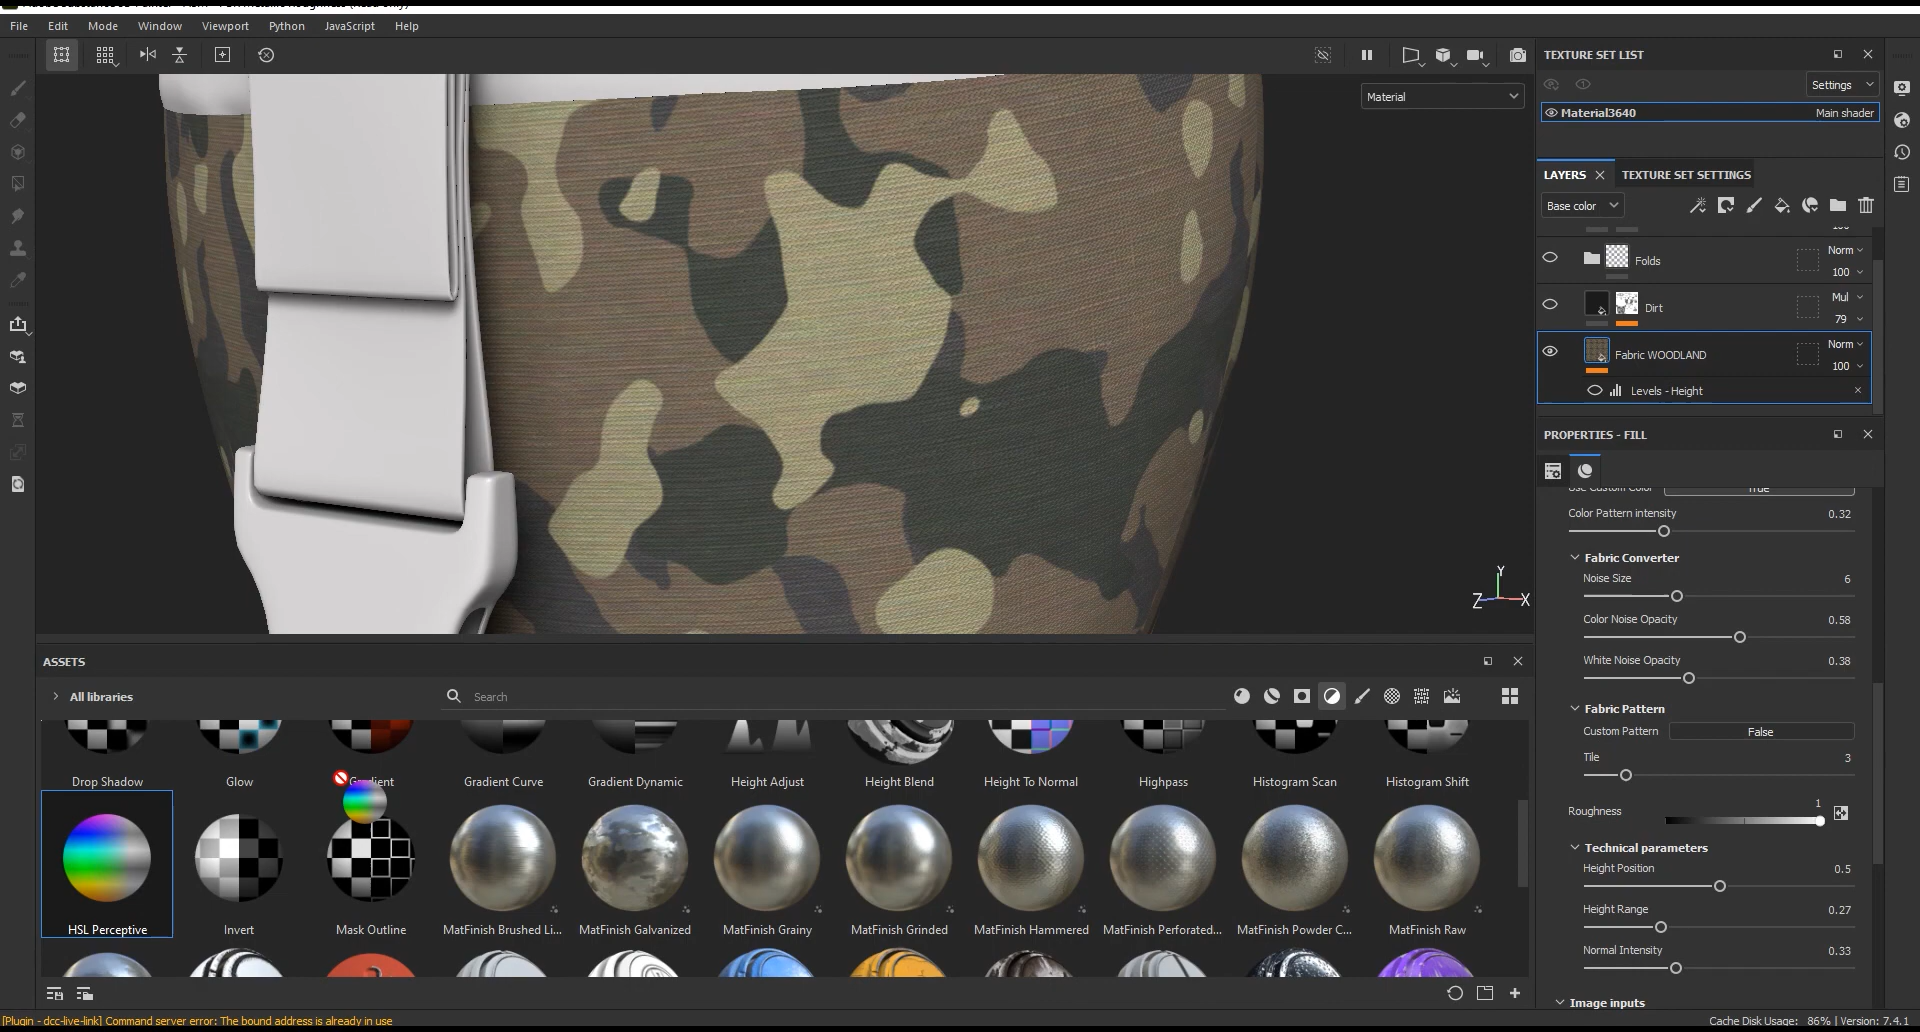 File Edit Mode Window Viewport Python JavaScript Help
Material
TEXTURE SET LIST
Settings
Material3640 Main shader
LAYERS TEXTURE SET SETTINGS
Base color
Folds Norm
100
Dirt Mul
79
Fabric WOODLAND Norm
100
Levels - Height
PROPERTIES - FILL
Use Custom Color True
Color Pattern intensity 0.32
Fabric Converter
Noise Size 6
Color Noise Opacity 0.58
White Noise Opacity 0.38
Fabric Pattern
Custom Pattern False
Tile 3
Roughness 1
Technical parameters
Height Position 0.5
Height Range 0.27
Normal Intensity 0.33
Image inputs
Y
Z X
ASSETS
All libraries
Search
Drop Shadow Glow Gradient Gradient Curve Gradient Dynamic Height Adjust Height Blend Height To Normal Highpass Histogram Scan Histogram Shift
HSL Perceptive Invert Mask Outline MatFinish Brushed Li... MatFinish Galvanized MatFinish Grainy MatFinish Grinded MatFinish Hammered MatFinish Perforated... MatFinish Powder C... MatFinish Raw
[Plugin - dcc-live-link] Command server error: The bound address is already in use
Cache Disk Usage: 86% | Version: 7.4.1